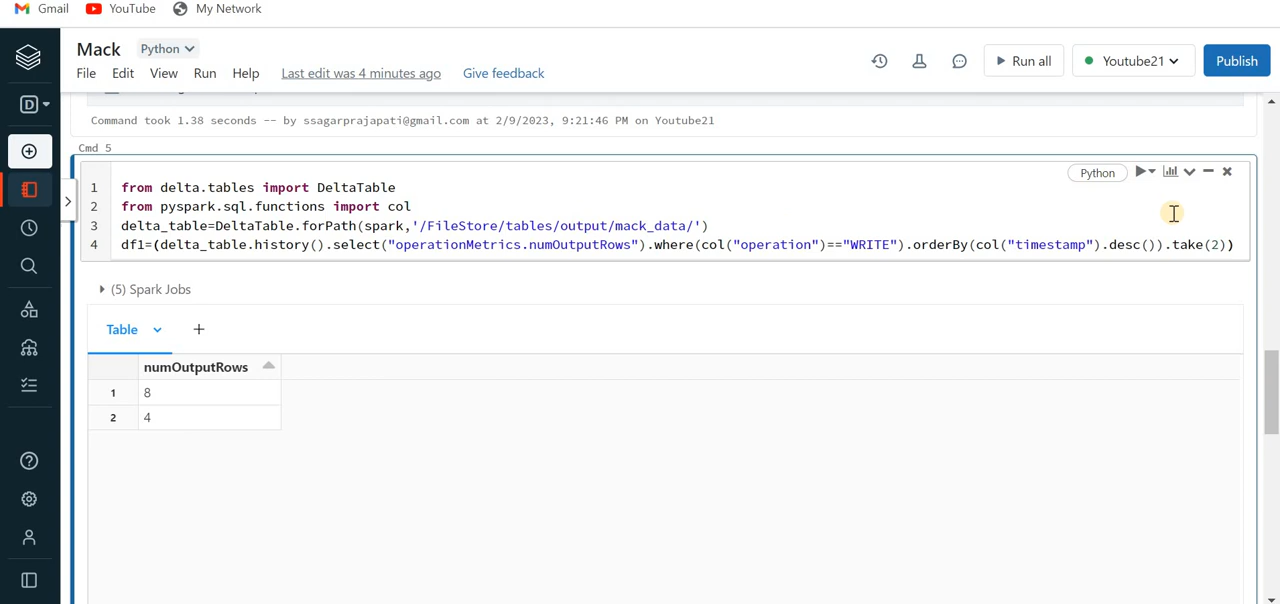 Gmail YouTube My Network
Mack Python
File Edit View Run Help Last edit was 4 minutes ago Give feedback
Run all Youtube21 Publish
D
Command took 1.38 seconds -- by ssagarprajapati@gmail.com at 2/9/2023, 9:21:46 PM on Youtube21
Cmd 5
Python
1 from delta.tables import DeltaTable
2 from pyspark.sql.functions import col
3 delta_table=DeltaTable.forPath(spark,'/FileStore/tables/output/mack_data/')
4 df1=(delta_table.history().select("operationMetrics.numOutputRows").where(col("operation")=="WRITE").orderBy(col("timestamp").desc()).take(2))
(5) Spark Jobs
Table +
numOutputRows
1 8
2 4